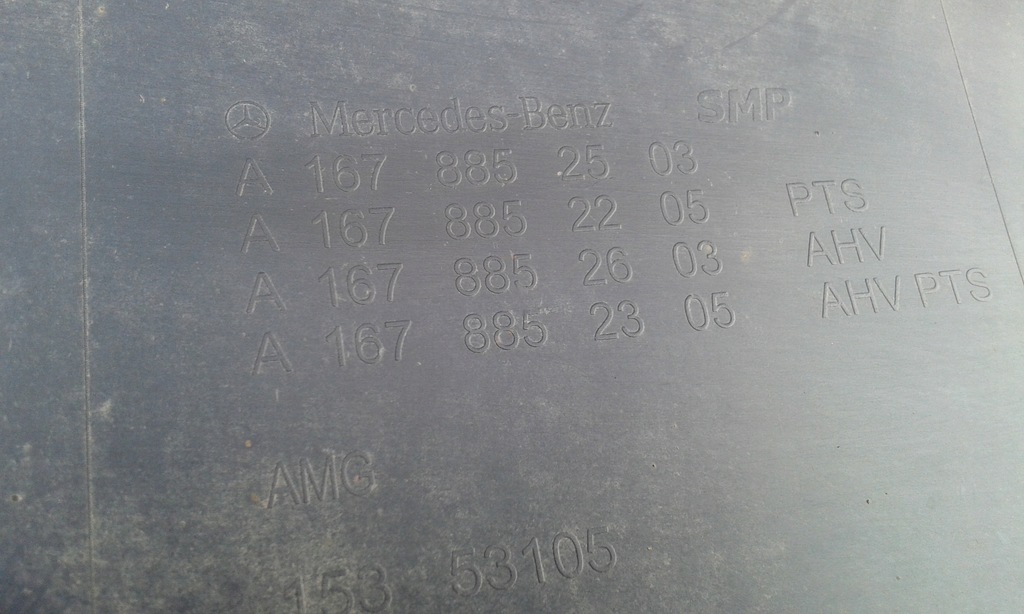 Mercedes-Benz SMP
A 167 885 25 03
A 167 885 22 05 PTS
A 167 885 26 03 AHV
A 167 885 23 05 AHV PTS
AMG
153 53105